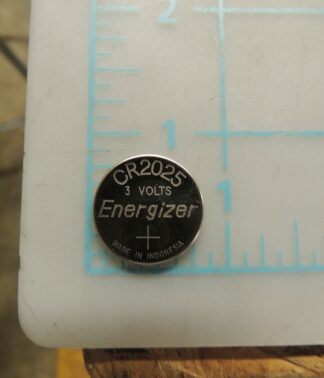 2
1
CR2025
3 VOLTS
Energizer
+
MADE IN INDONESIA
1